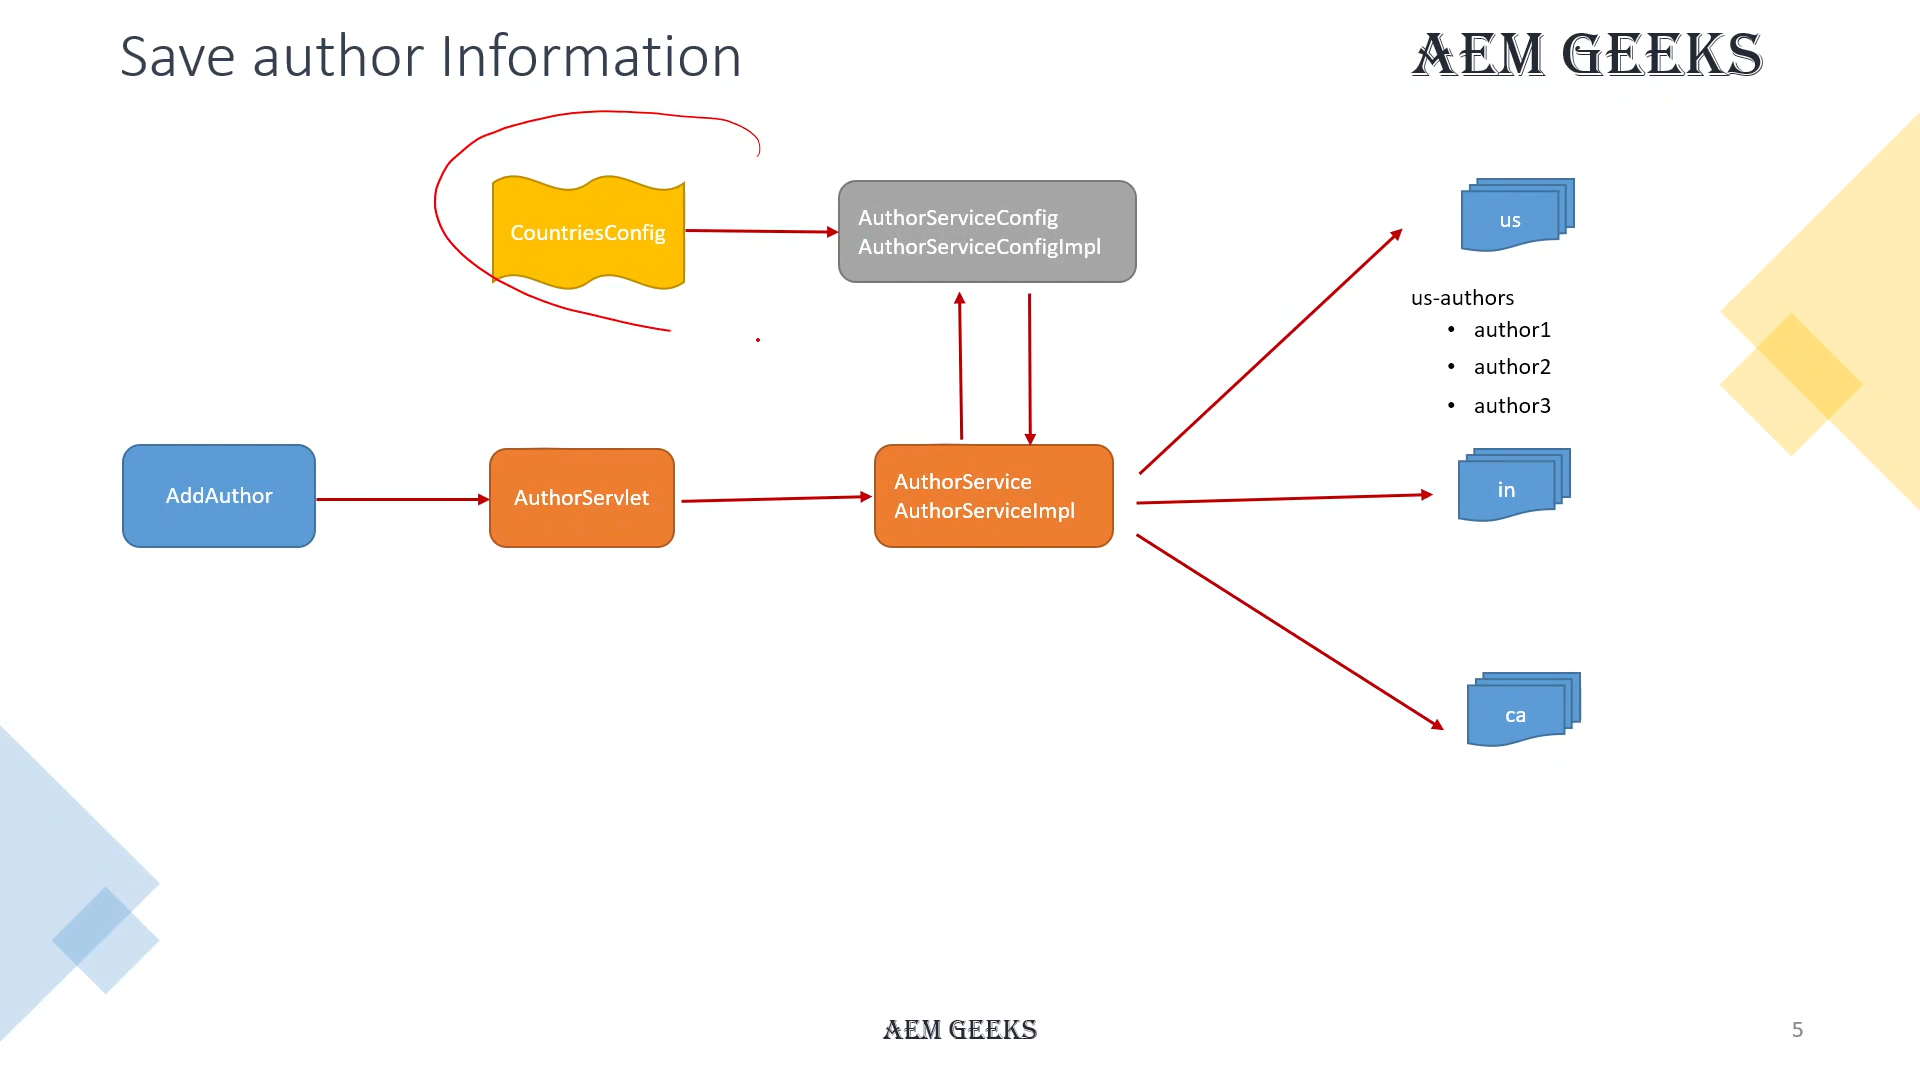 Save author Information
AEM GEEKS
CountriesConfig
AuthorServiceConfig
AuthorServiceConfigImpl
us
us-authors
• author1
• author2
• author3
AddAuthor
AuthorServlet
AuthorService
AuthorServiceImpl
in
ca
AEM GEEKS
5